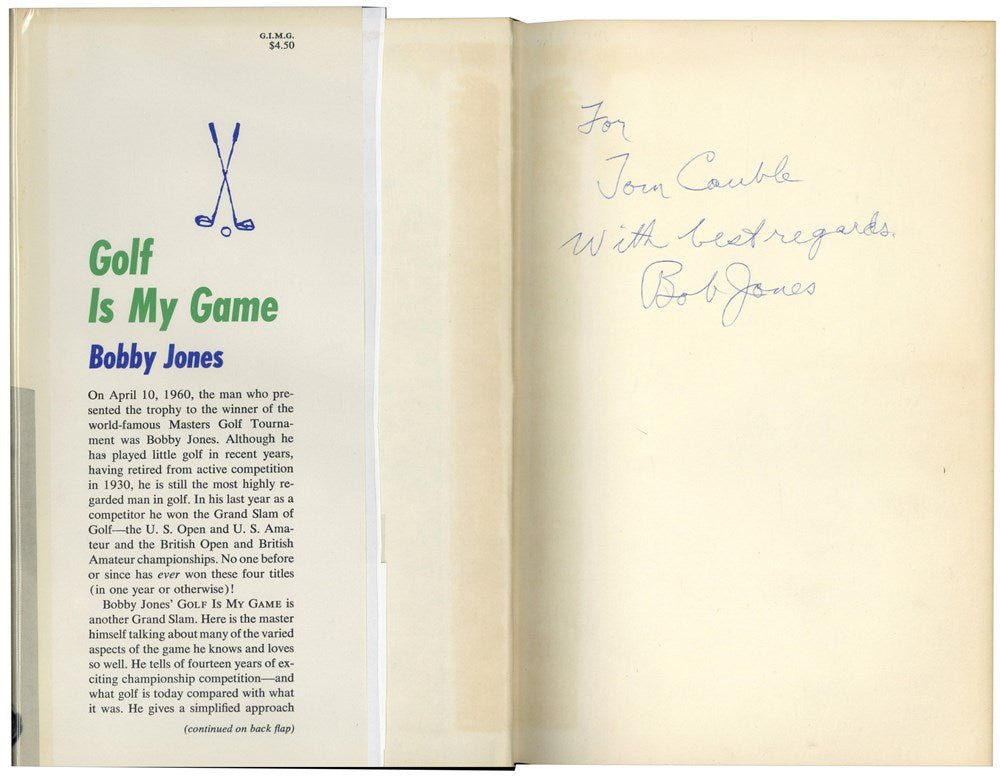 G.I.M.G.
$4.50
Golf
Is My Game
Bobby Jones
On April 10, 1960, the man who pre-
sented the trophy to the winner of the
world-famous Masters Golf Tourna-
ment was Bobby Jones. Although he
has played little golf in recent years,
having retired from active competition
in 1930, he is still the most highly re-
garded man in golf. In his last year as a
competitor he won the Grand Slam of
Golf—the U. S. Open and U. S. Ama-
teur and the British Open and British
Amateur championships. No one before
or since has ever won these four titles
(in one year or otherwise)!
Bobby Jones' GOLF IS MY GAME is
another Grand Slam. Here is the master
himself talking about many of the varied
aspects of the game he knows and loves
so well. He tells of fourteen years of ex-
citing championship competition—and
what golf is today compared with what
it was. He gives a simplified approach
(continued on back flap)
For
Tom Cauble
With best regards.
Bob Jones